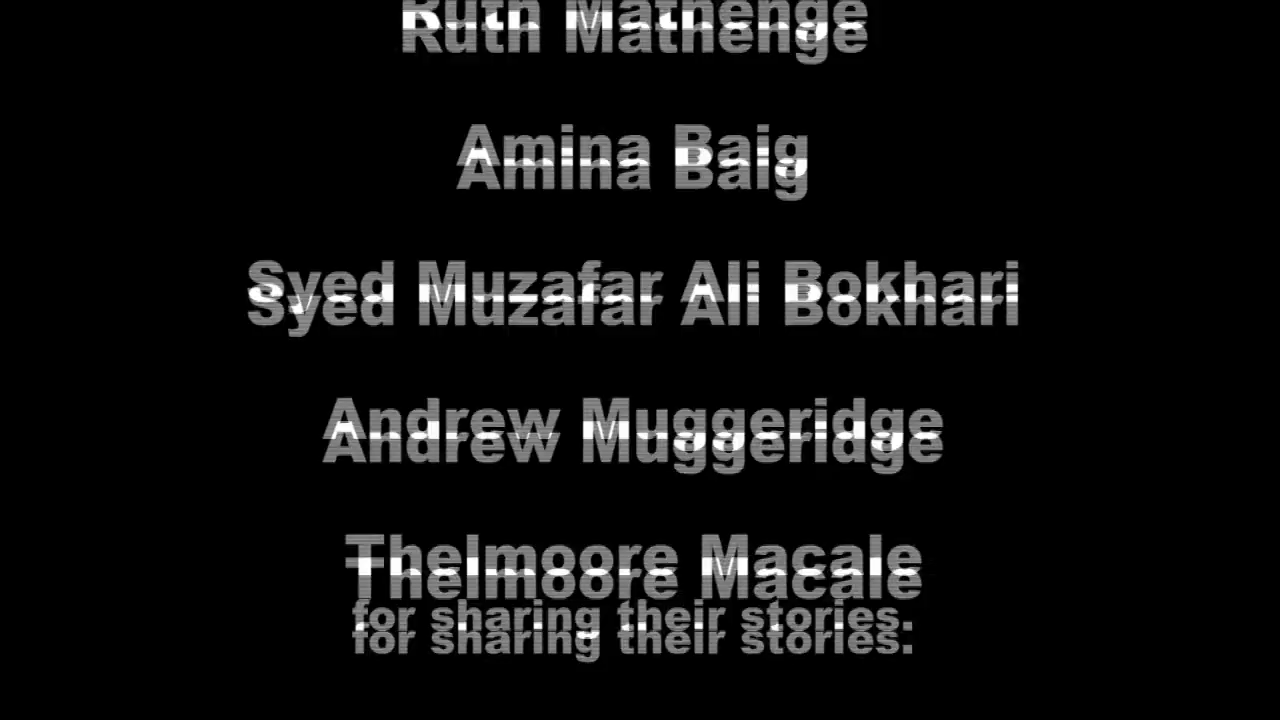 Ruth Mathenge
Amina Baig
Syed Muzafar Ali Bokhari
Andrew Muggeridge
Thelmoore Macale
for sharing their stories.